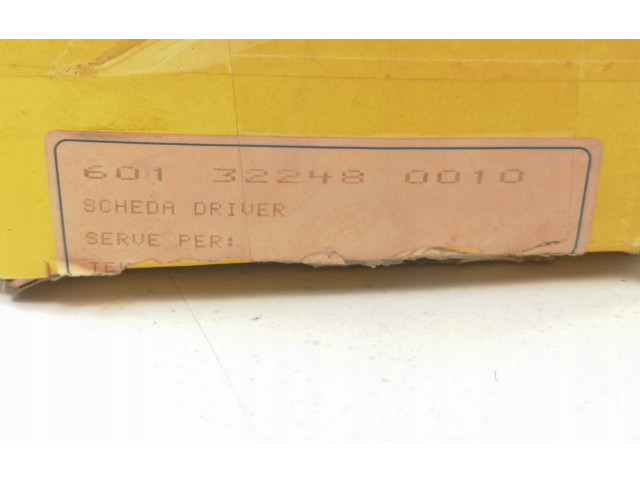 601 32248 0010
SCHEDA DRIVER
SERVE PER: